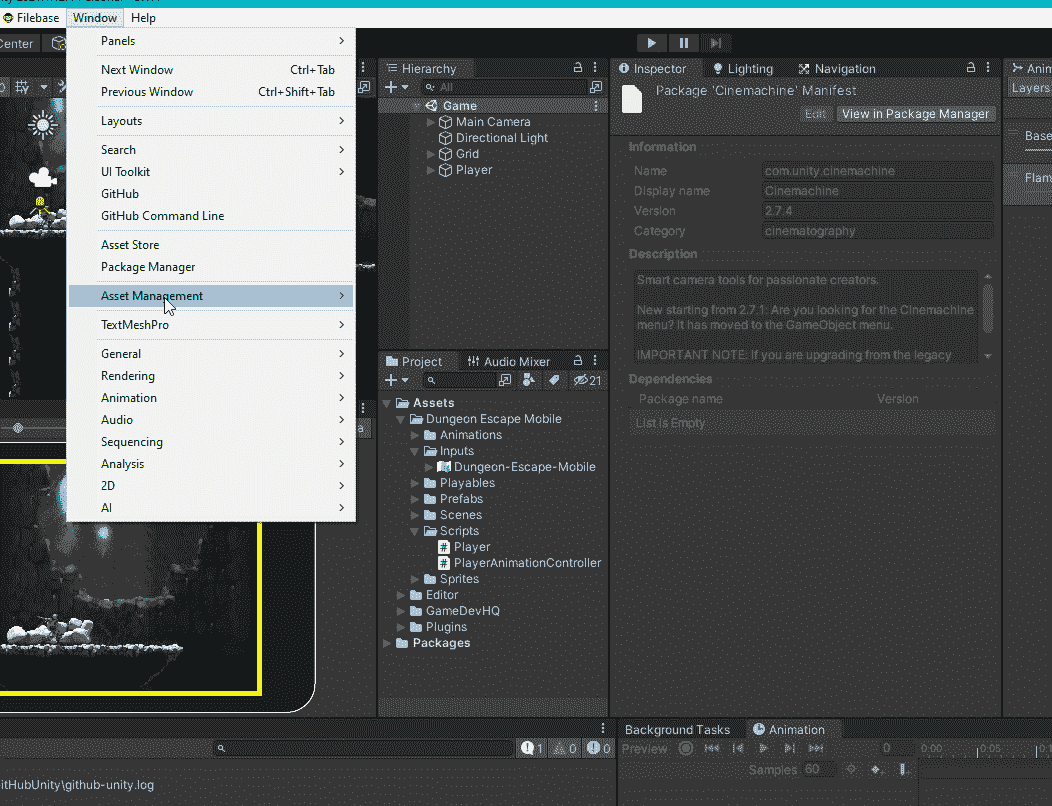 Filebase Window Help
Center
Panels
Next Window Ctrl+Tab
Previous Window Ctrl+Shift+Tab
Layouts
Search
UI Toolkit
GitHub
GitHub Command Line
Asset Store
Package Manager
Asset Management
TextMeshPro
General
Rendering
Animation
Audio
Sequencing
Analysis
2D
AI
Hierarchy
All
Game
Main Camera
Directional Light
Grid
Player
Project Audio Mixer
21
Assets
Dungeon Escape Mobile
Animations
Inputs
Dungeon-Escape-Mobile
Playables
Prefabs
Scenes
Scripts
# Player
# PlayerAnimationController
Sprites
Editor
GameDevHQ
Plugins
Packages
Inspector Lighting Navigation
Package 'Cinemachine' Manifest
Edit View in Package Manager
Information
Name com.unity.cinemachine
Display name Cinemachine
Version 2.7.4
Category cinematography
Description
Smart camera tools for passionate creators.
New starting from 2.7.1: Are you looking for the Cinemachine
menu? It has moved to the GameObject menu.
IMPORTANT NOTE: If you are upgrading from the legacy
Dependencies
Package name Version
List is Empty
Anim
Layers
Base
Flam
1 0 0
itHubUnity\github-unity.log
Background Tasks Animation
Preview 0 0:00 0:05 0:1
Samples 60